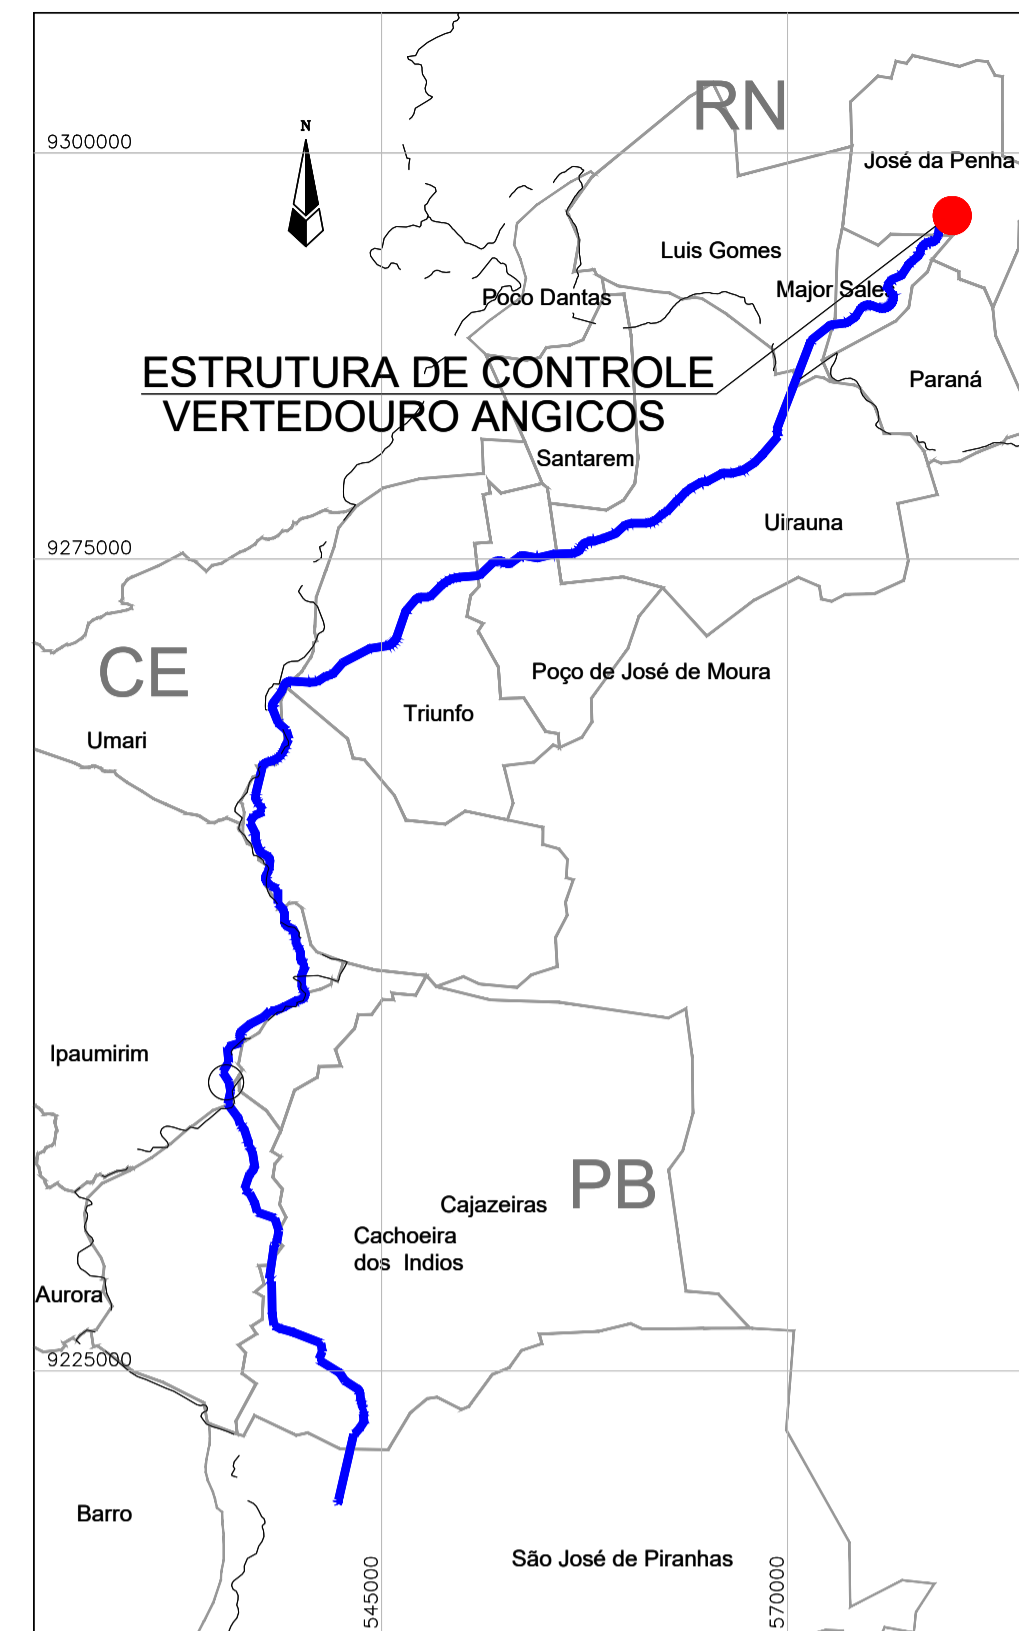 RN
N
9300000
José da Penha
Luis Gomes
Major Sale
Poco Dantas
ESTRUTURA DE CONTROLE
VERTEDOURO ANGICOS
Paraná
Santarem
Uirauna
9275000
CE
Poço de José de Moura
Triunfo
Umari
Ipaumirim
PB
Cajazeiras
Cachoeira
dos Indios
Aurora
9225000
Barro
São José de Piranhas
545000
570000